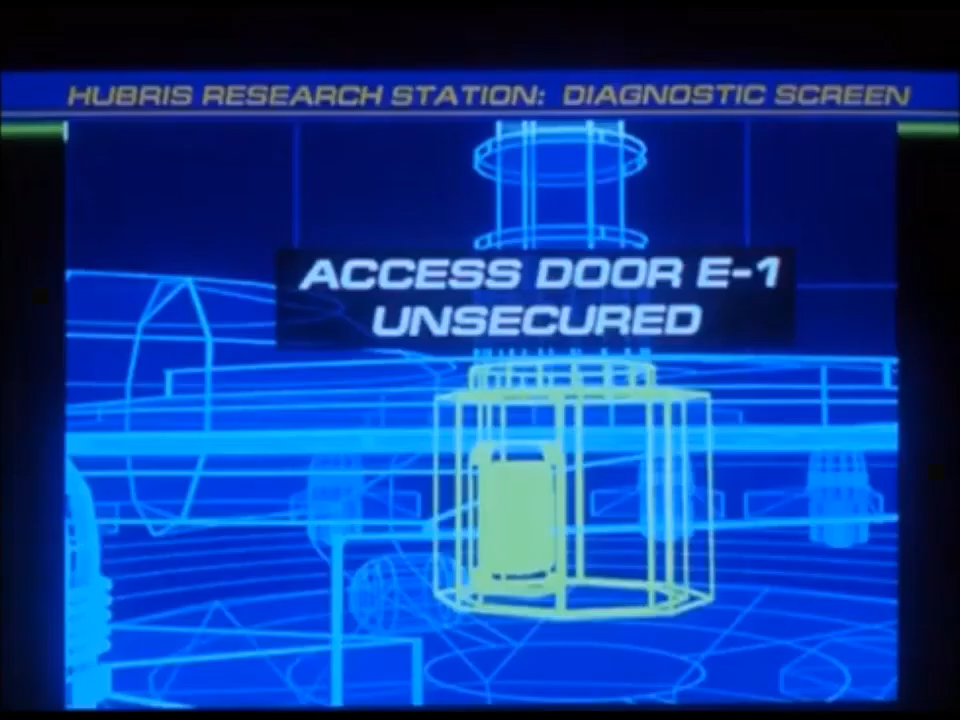 HUBRIS RESEARCH STATION: DIAGNOSTIC SCREEN
ACCESS DOOR E-1
UNSECURED